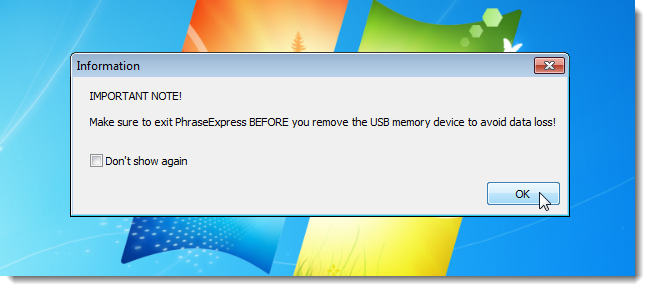 Information
IMPORTANT NOTE!
Make sure to exit PhraseExpress BEFORE you remove the USB memory device to avoid data loss!
Don't show again
OK